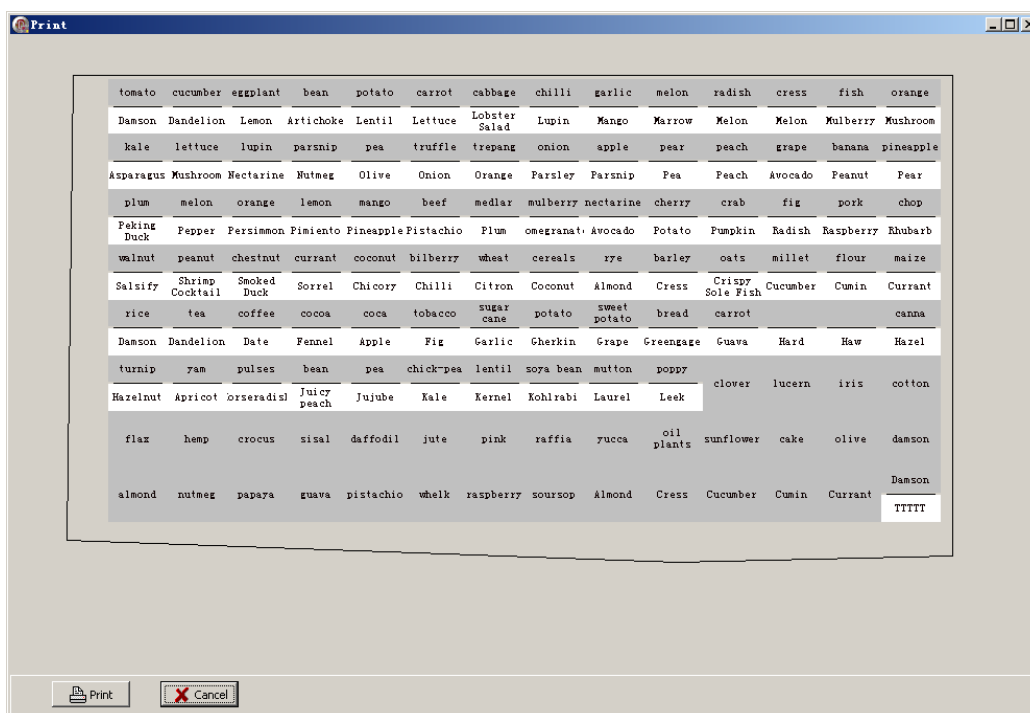 Print
tomato cucumber eggplant bean potato carrot cabbage chilli garlic melon radish cress fish orange
Damson Dandelion Lemon Artichoke Lentil Lettuce Lobster Salad Lupin Mango Marrow Melon Melon Mulberry Mushroom
kale lettuce lupin parsnip pea truffle trepang onion apple pear peach grape banana pineapple
Asparagus Mushroom Nectarine Nutmeg Olive Onion Orange Parsley Parsnip Pea Peach Avocado Peanut Pear
plum melon orange lemon mango beef medlar mulberry nectarine cherry crab fig pork chop
Peking Duck Pepper Persimmon Pimiento Pineapple Pistachio Plum omegranat Avocado Potato Pumpkin Radish Raspberry Rhubarb
walnut peanut chestnut currant coconut bilberry wheat cereals rye barley oats millet flour maize
Salsify Shrimp Cocktail Smoked Duck Sorrel Chicory Chilli Citron Coconut Almond Cress Crispy Sole Fish Cucumber Cumin Currant
rice tea coffee cocoa coca tobacco sugar cane potato sweet potato bread carrot canna
Damson Dandelion Date Fennel Apple Fig Garlic Gherkin Grape Greengage Guava Hard Haw Hazel
turnip yam pulses bean pea chick-pea lentil soya bean mutton poppy clover lucern iris cotton
Hazelnut Apricot orseradis Juicy peach Jujube Kale Kernel Kohlrabi Laurel Leek
flax hemp crocus sisal daffodil jute pink raffia yucca oil plants sunflower cake olive damson
almond nutmeg papaya guava pistachio whelk raspberry soursop Almond Cress Cucumber Cumin Currant Damson
TTTTT
Print Cancel